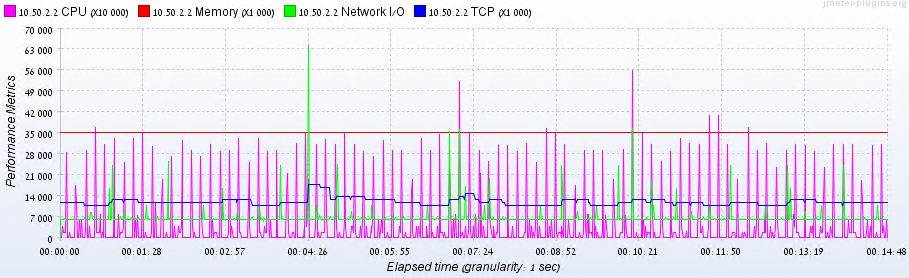 jmeter-plugins.org
10.50.2.2 CPU (X10 000) 10.50.2.2 Memory (X1 000) 10.50.2.2 Network I/O 10.50.2.2 TCP (X1 000)
70 000
63 000
56 000
49 000
42 000
35 000
28 000
21 000
14 000
7 000
0
Performance Metrics
00:00:00 00:01:28 00:02:57 00:04:26 00:05:55 00:07:24 00:08:52 00:10:21 00:11:50 00:13:19 00:14:48
Elapsed time (granularity: 1 sec)